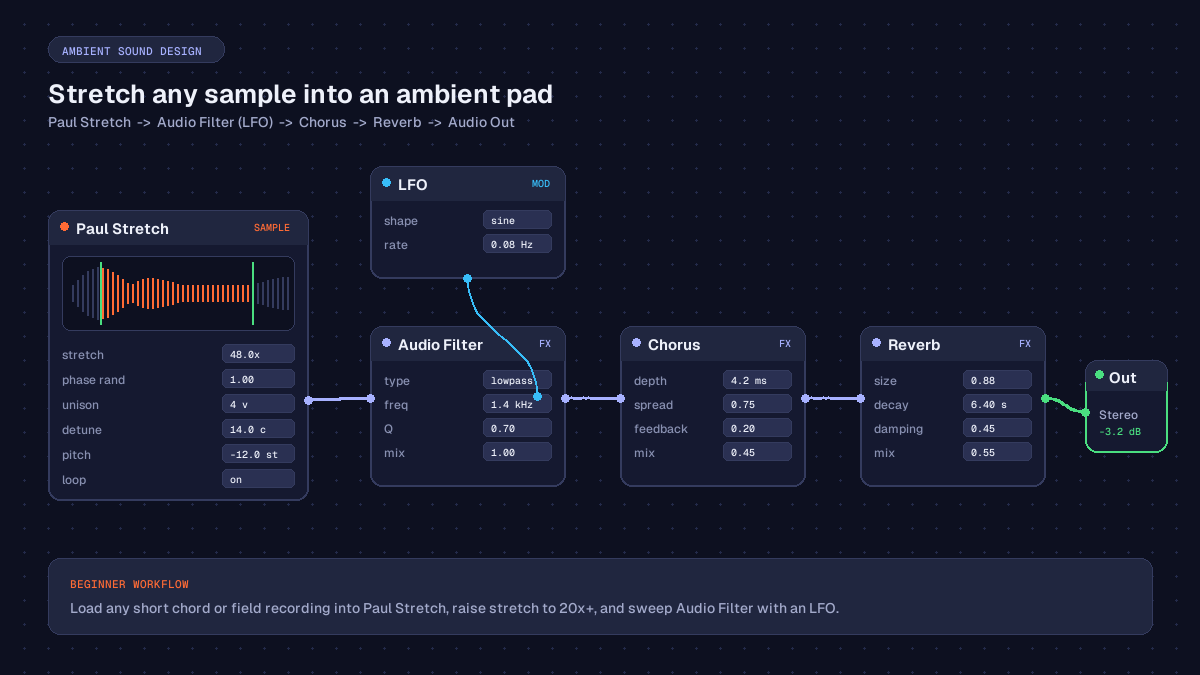 AMBIENT SOUND DESIGN
Stretch any sample into an ambient pad
Paul Stretch -> Audio Filter (LFO) -> Chorus -> Reverb -> Audio Out
LFO MOD
shape sine
rate 0.08 Hz
Paul Stretch SAMPLE
stretch 48.0x
phase rand 1.00
unison 4 v
detune 14.0 c
pitch -12.0 st
loop on
Audio Filter FX
type lowpass
freq 1.4 kHz
Q 0.70
mix 1.00
Chorus FX
depth 4.2 ms
spread 0.75
feedback 0.20
mix 0.45
Reverb FX
size 0.88
decay 6.40 s
damping 0.45
mix 0.55
Out
Stereo
-3.2 dB
BEGINNER WORKFLOW
Load any short chord or field recording into Paul Stretch, raise stretch to 20x+, and sweep Audio Filter with an LFO.